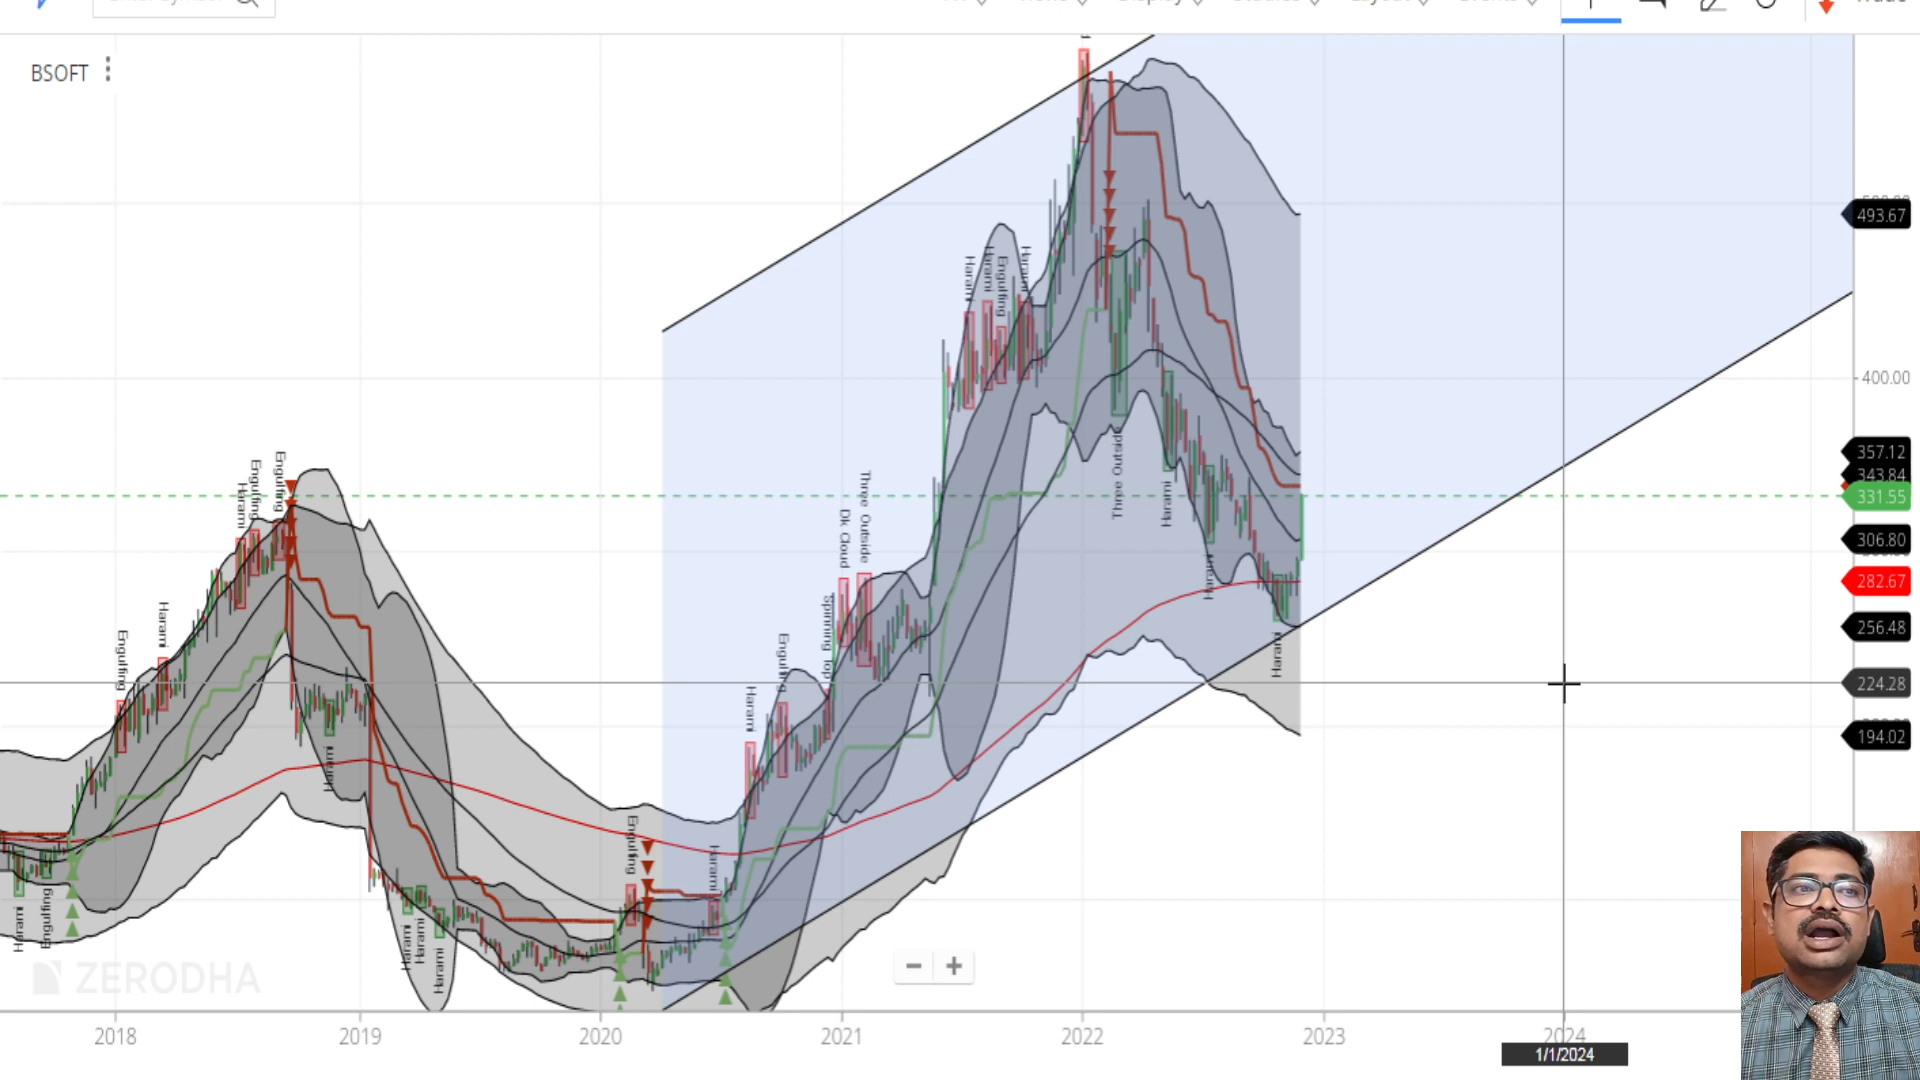 BSOFT
Engulfing
Harami
Harami
Engulfing
Engulfing
Harami
Harami
Engulfing
Harami
Harami
Harami
Engulfing
Harami
Harami
Engulfing
Spinning Top
Dk Cloud
Three Outside
Harami
Harami
Engulfing
Harami
Three Outside
Harami
Harami
Harami
493.67
400.00
357.12
343.84
331.55
306.80
282.67
256.48
224.28
194.02
ZERODHA
2018
2019
2020
2021
2022
2023
2024
1/1/2024